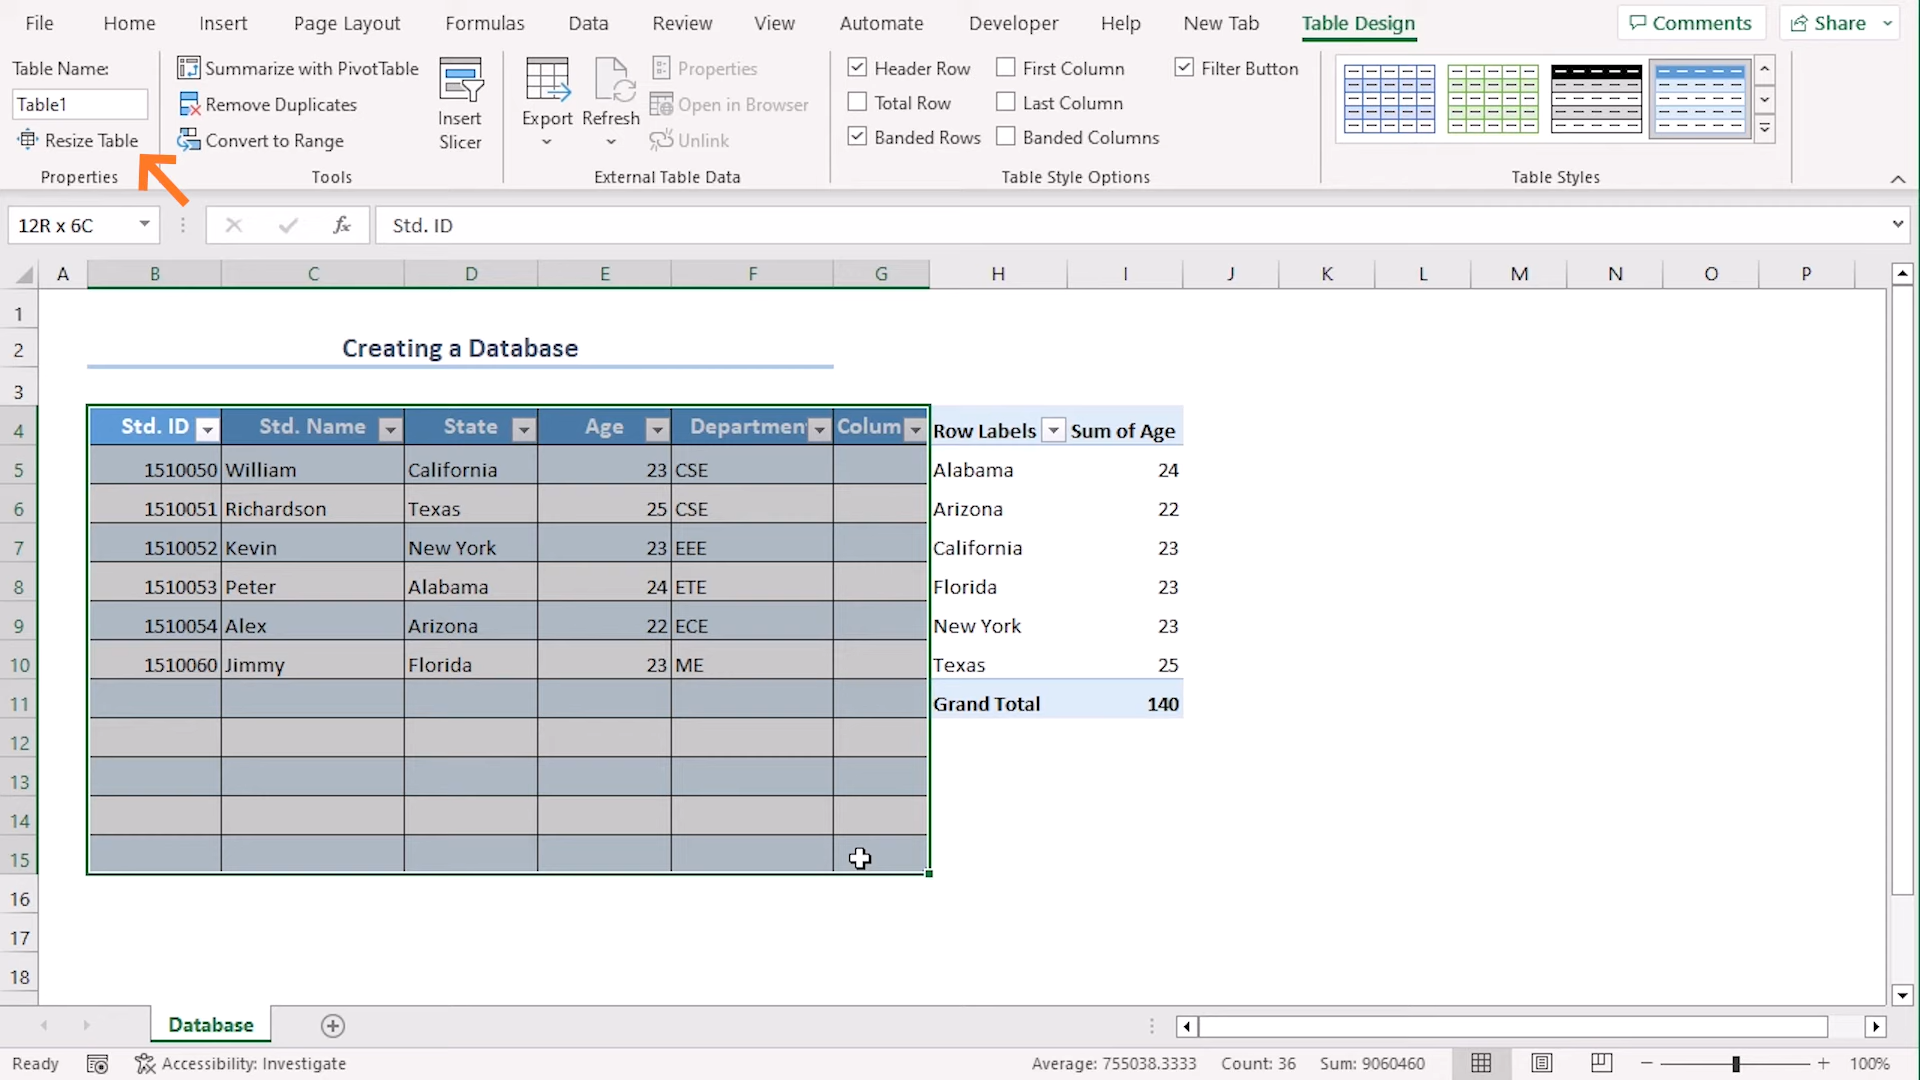 File Home Insert Page Layout Formulas Data Review View Automate Developer Help New Tab Table Design Comments Share
Table Name:
Table1
Resize Table
Properties
Summarize with PivotTable
Remove Duplicates
Convert to Range
Insert
Slicer
Tools
Export
Refresh
Properties
Open in Browser
Unlink
External Table Data
Header Row First Column Filter Button
Total Row Last Column
Banded Rows Banded Columns
Table Style Options
Table Styles
12R x 6C fx Std. ID
A B C D E F G H I J K L M N O P
1
2 Creating a Database
3
4 Std. ID Std. Name State Age Departmen Colum Row Labels Sum of Age
5 1510050 William California 23 CSE Alabama 24
6 1510051 Richardson Texas 25 CSE Arizona 22
7 1510052 Kevin New York 23 EEE California 23
8 1510053 Peter Alabama 24 ETE Florida 23
9 1510054 Alex Arizona 22 ECE New York 23
10 1510060 Jimmy Florida 23 ME Texas 25
11 Grand Total 140
12
13
14
15
16
17
18
Database
Ready Accessibility: Investigate Average: 755038.3333 Count: 36 Sum: 9060460 100%